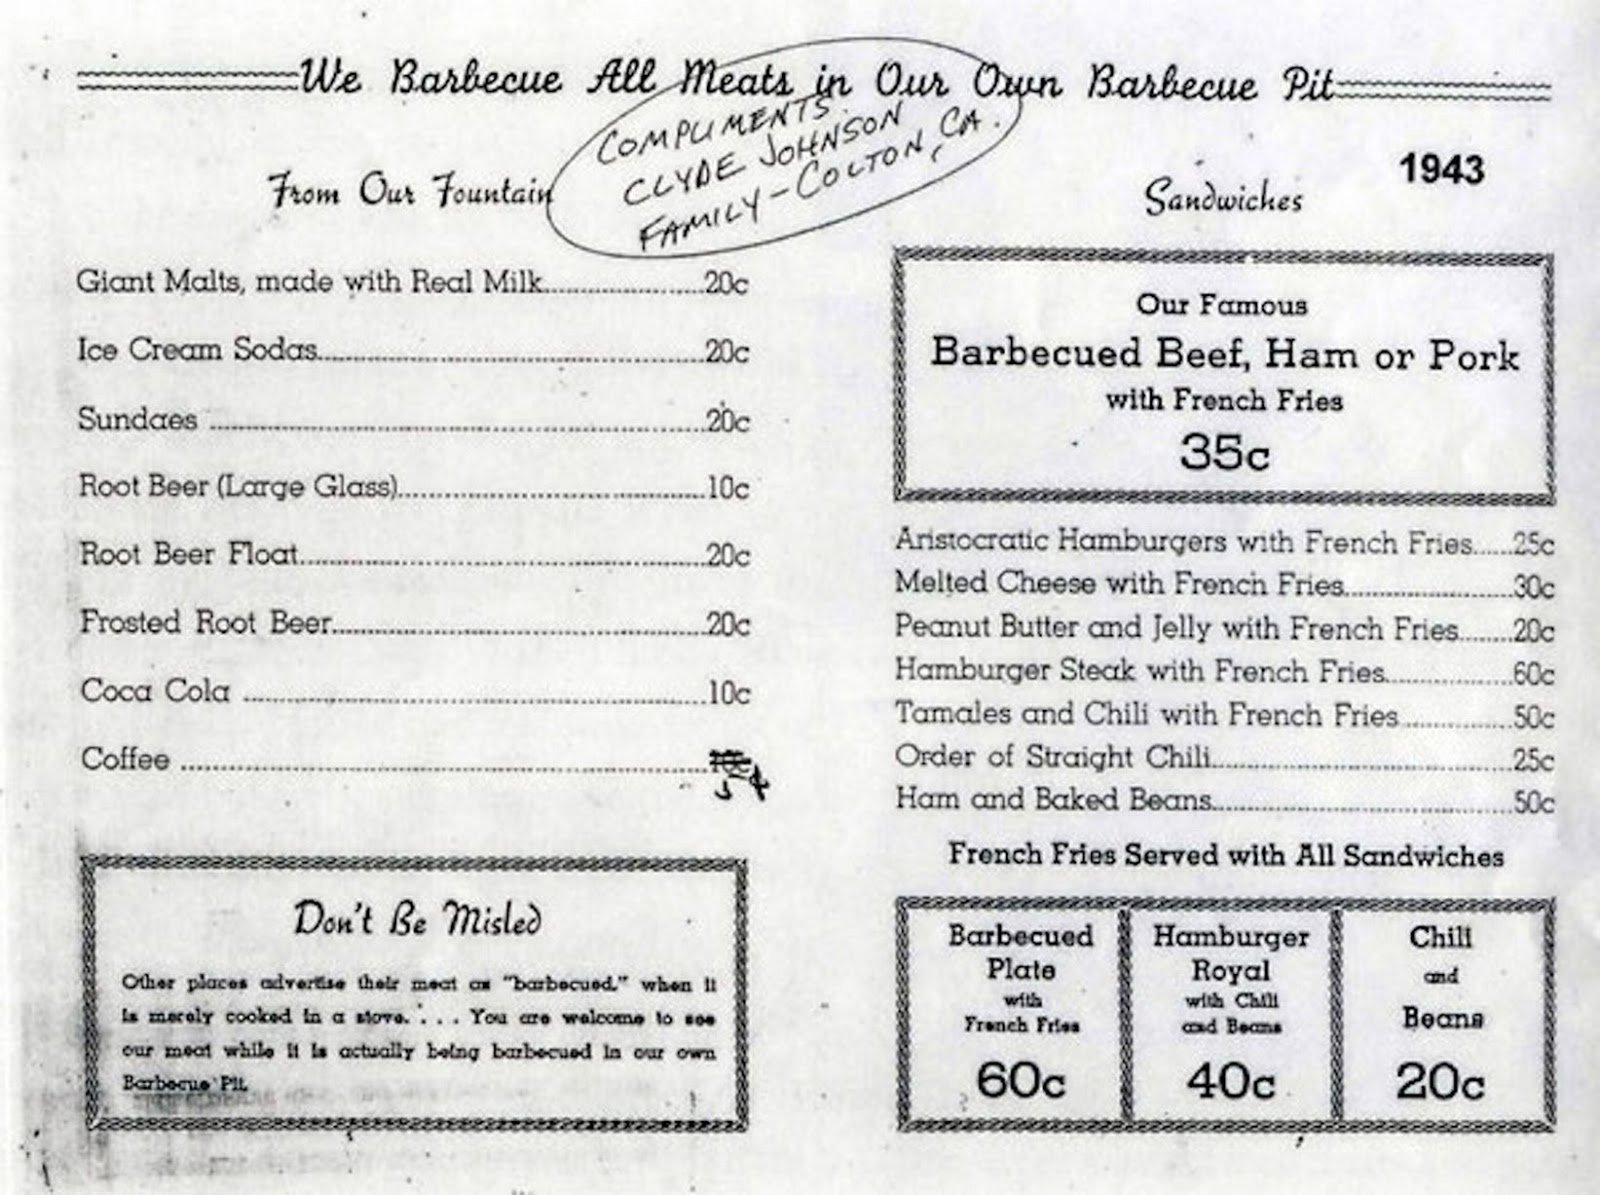 We Barbecue All Meats in Our Own Barbecue Pit
COMPLIMENTS
CLYDE JOHNSON
FAMILY - COLTON, CA.
1943
From Our Fountain
Giant Malts, made with Real Milk 20c
Ice Cream Sodas 20c
Sundaes 20c
Root Beer (Large Glass) 10c
Root Beer Float 20c
Frosted Root Beer 20c
Coca Cola 10c
Coffee 5¢
Don't Be Misled
Other places advertise their meat as "barbecued," when it
is merely cooked in a stove. . . . You are welcome to see
our meat while it is actually being barbecued in our own
Barbecue Pit.
Sandwiches
Our Famous
Barbecued Beef, Ham or Pork
with French Fries
35c
Aristocratic Hamburgers with French Fries 25c
Melted Cheese with French Fries 30c
Peanut Butter and Jelly with French Fries 20c
Hamburger Steak with French Fries 60c
Tamales and Chili with French Fries 50c
Order of Straight Chili 25c
Ham and Baked Beans 50c
French Fries Served with All Sandwiches
Barbecued
Plate
with
French Fries
60c
Hamburger
Royal
with Chili
and Beans
40c
Chili
and
Beans
20c